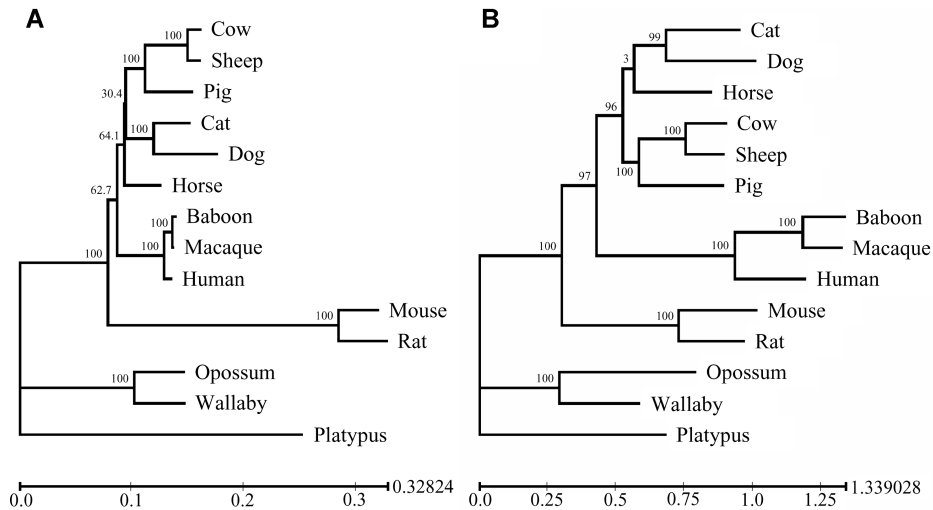 A
Cow
100
Sheep
100
Pig
30.4
Cat
100
64.1
Dog
Horse
62.7
Baboon
100
Macaque
100
Human
100
Mouse
100
Rat
Opossum
100
Wallaby
Platypus
0.0 0.1 0.2 0.3 0.32824
B
Cat
99
Dog
3
Horse
96
Cow
100
Sheep
100
Pig
97
Baboon
100
Macaque
100
Human
100
Mouse
100
Rat
Opossum
100
Wallaby
Platypus
0.0 0.25 0.5 0.75 1.0 1.25 1.339028